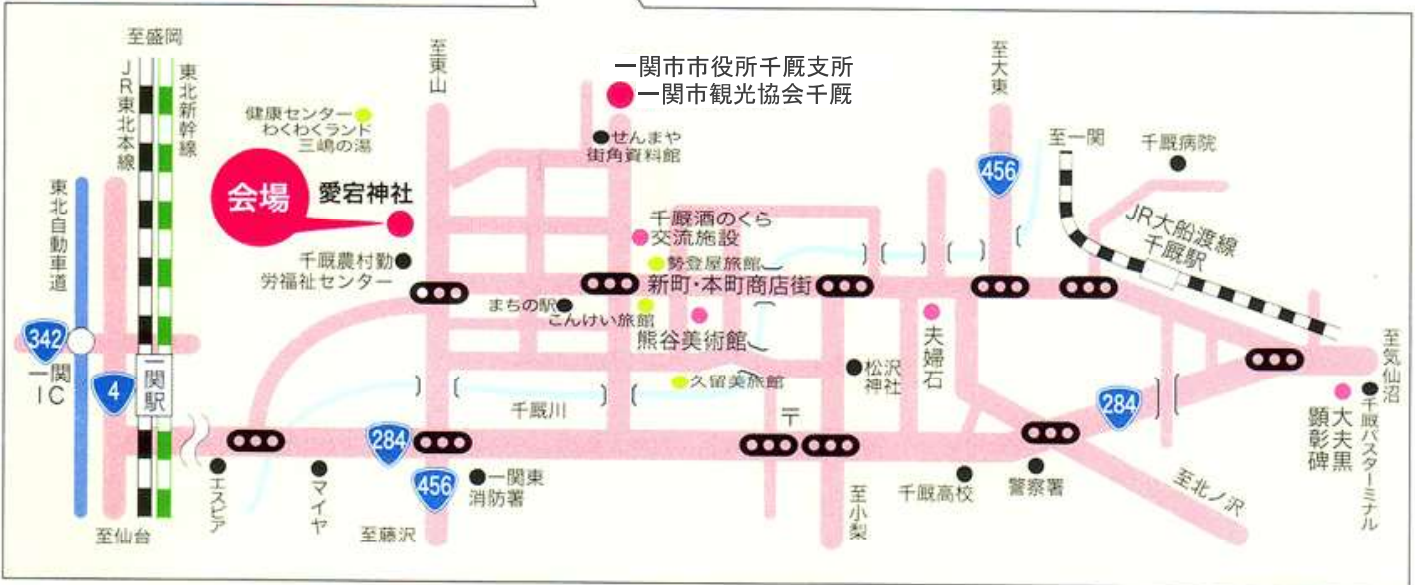 至盛岡
JR東北本線
東北新幹線
健康センター
わくわくランド
三嶋の湯
至東山
一関市市役所千厩支所
一関市観光協会千厩
せんまや
街角資料館
至大東
456
至一関
千厩病院
JR大船渡線
千厩駅
東北自動車道
会場
愛宕神社
千厩農村勤
労福祉センター
千厩酒のくら
交流施設
勢登屋旅館
新町・本町商店街
まちの駅
こんけい旅館
熊谷美術館
夫婦石
松沢
神社
久留美旅館
千厩川
〒
342
一関
IC
4
一関駅
284
456
284
至気仙沼
大夫黒
顕彰碑
千厩バスターミナル
エスピア
マイヤ
一関東
消防署
至仙台
至藤沢
至小梨
千厩高校
警察署
至北ノ沢